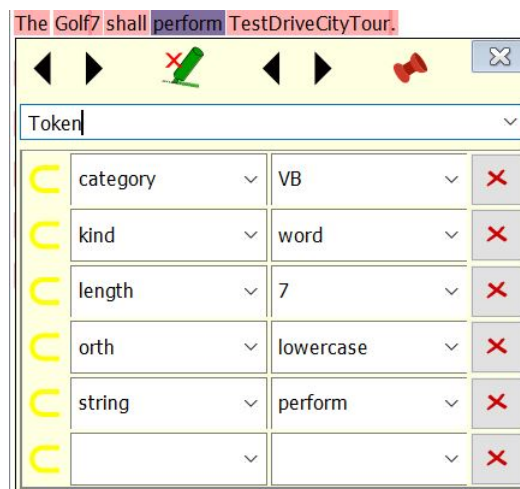 The Golf7 shall perform TestDriveCityTour.
Token
category VB
kind word
length 7
orth lowercase
string perform